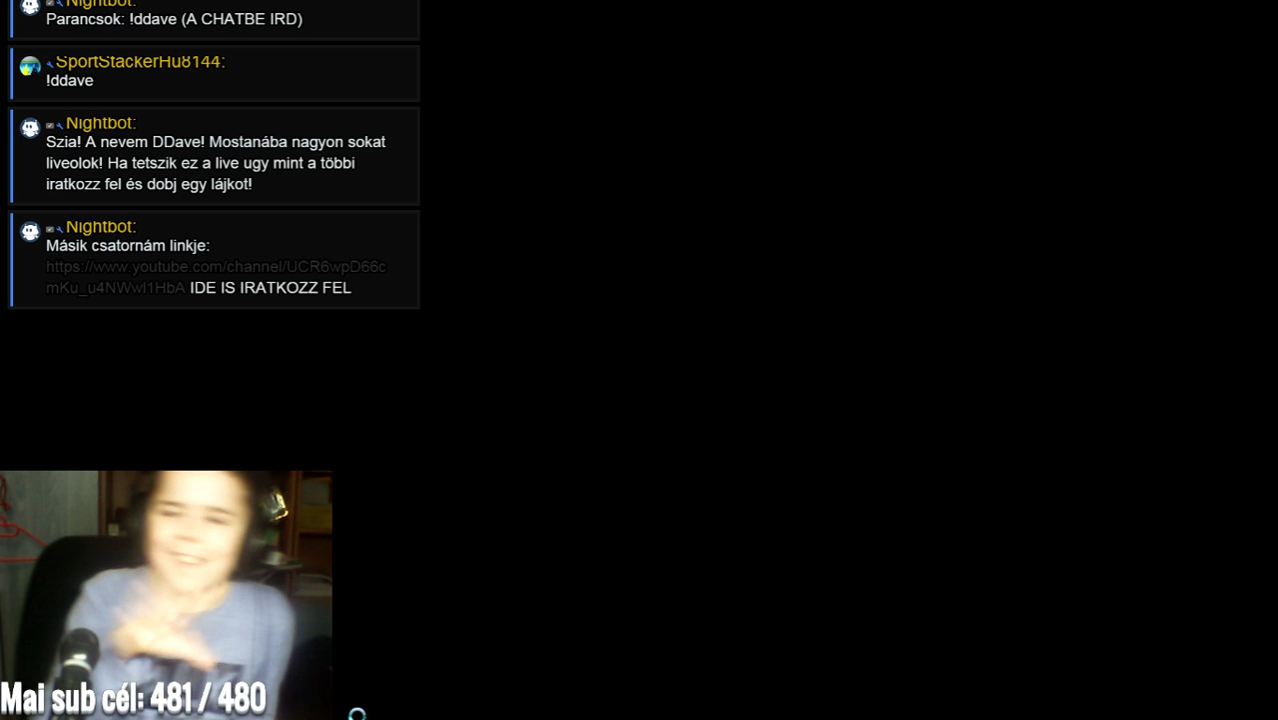 Nightbot:
Parancsok: !ddave (A CHATBE IRD)
SportStackerHu8144:
!ddave
Nightbot:
Szia! A nevem DDave! Mostanába nagyon sokat
liveolok! Ha tetszik ez a live ugy mint a többi
iratkozz fel és dobj egy lájkot!
Nightbot:
Másik csatornám linkje:
https://www.youtube.com/channel/UCR6wpD66c
mKu_u4NWwl1HbA IDE IS IRATKOZZ FEL
Mai sub cél: 481 / 480